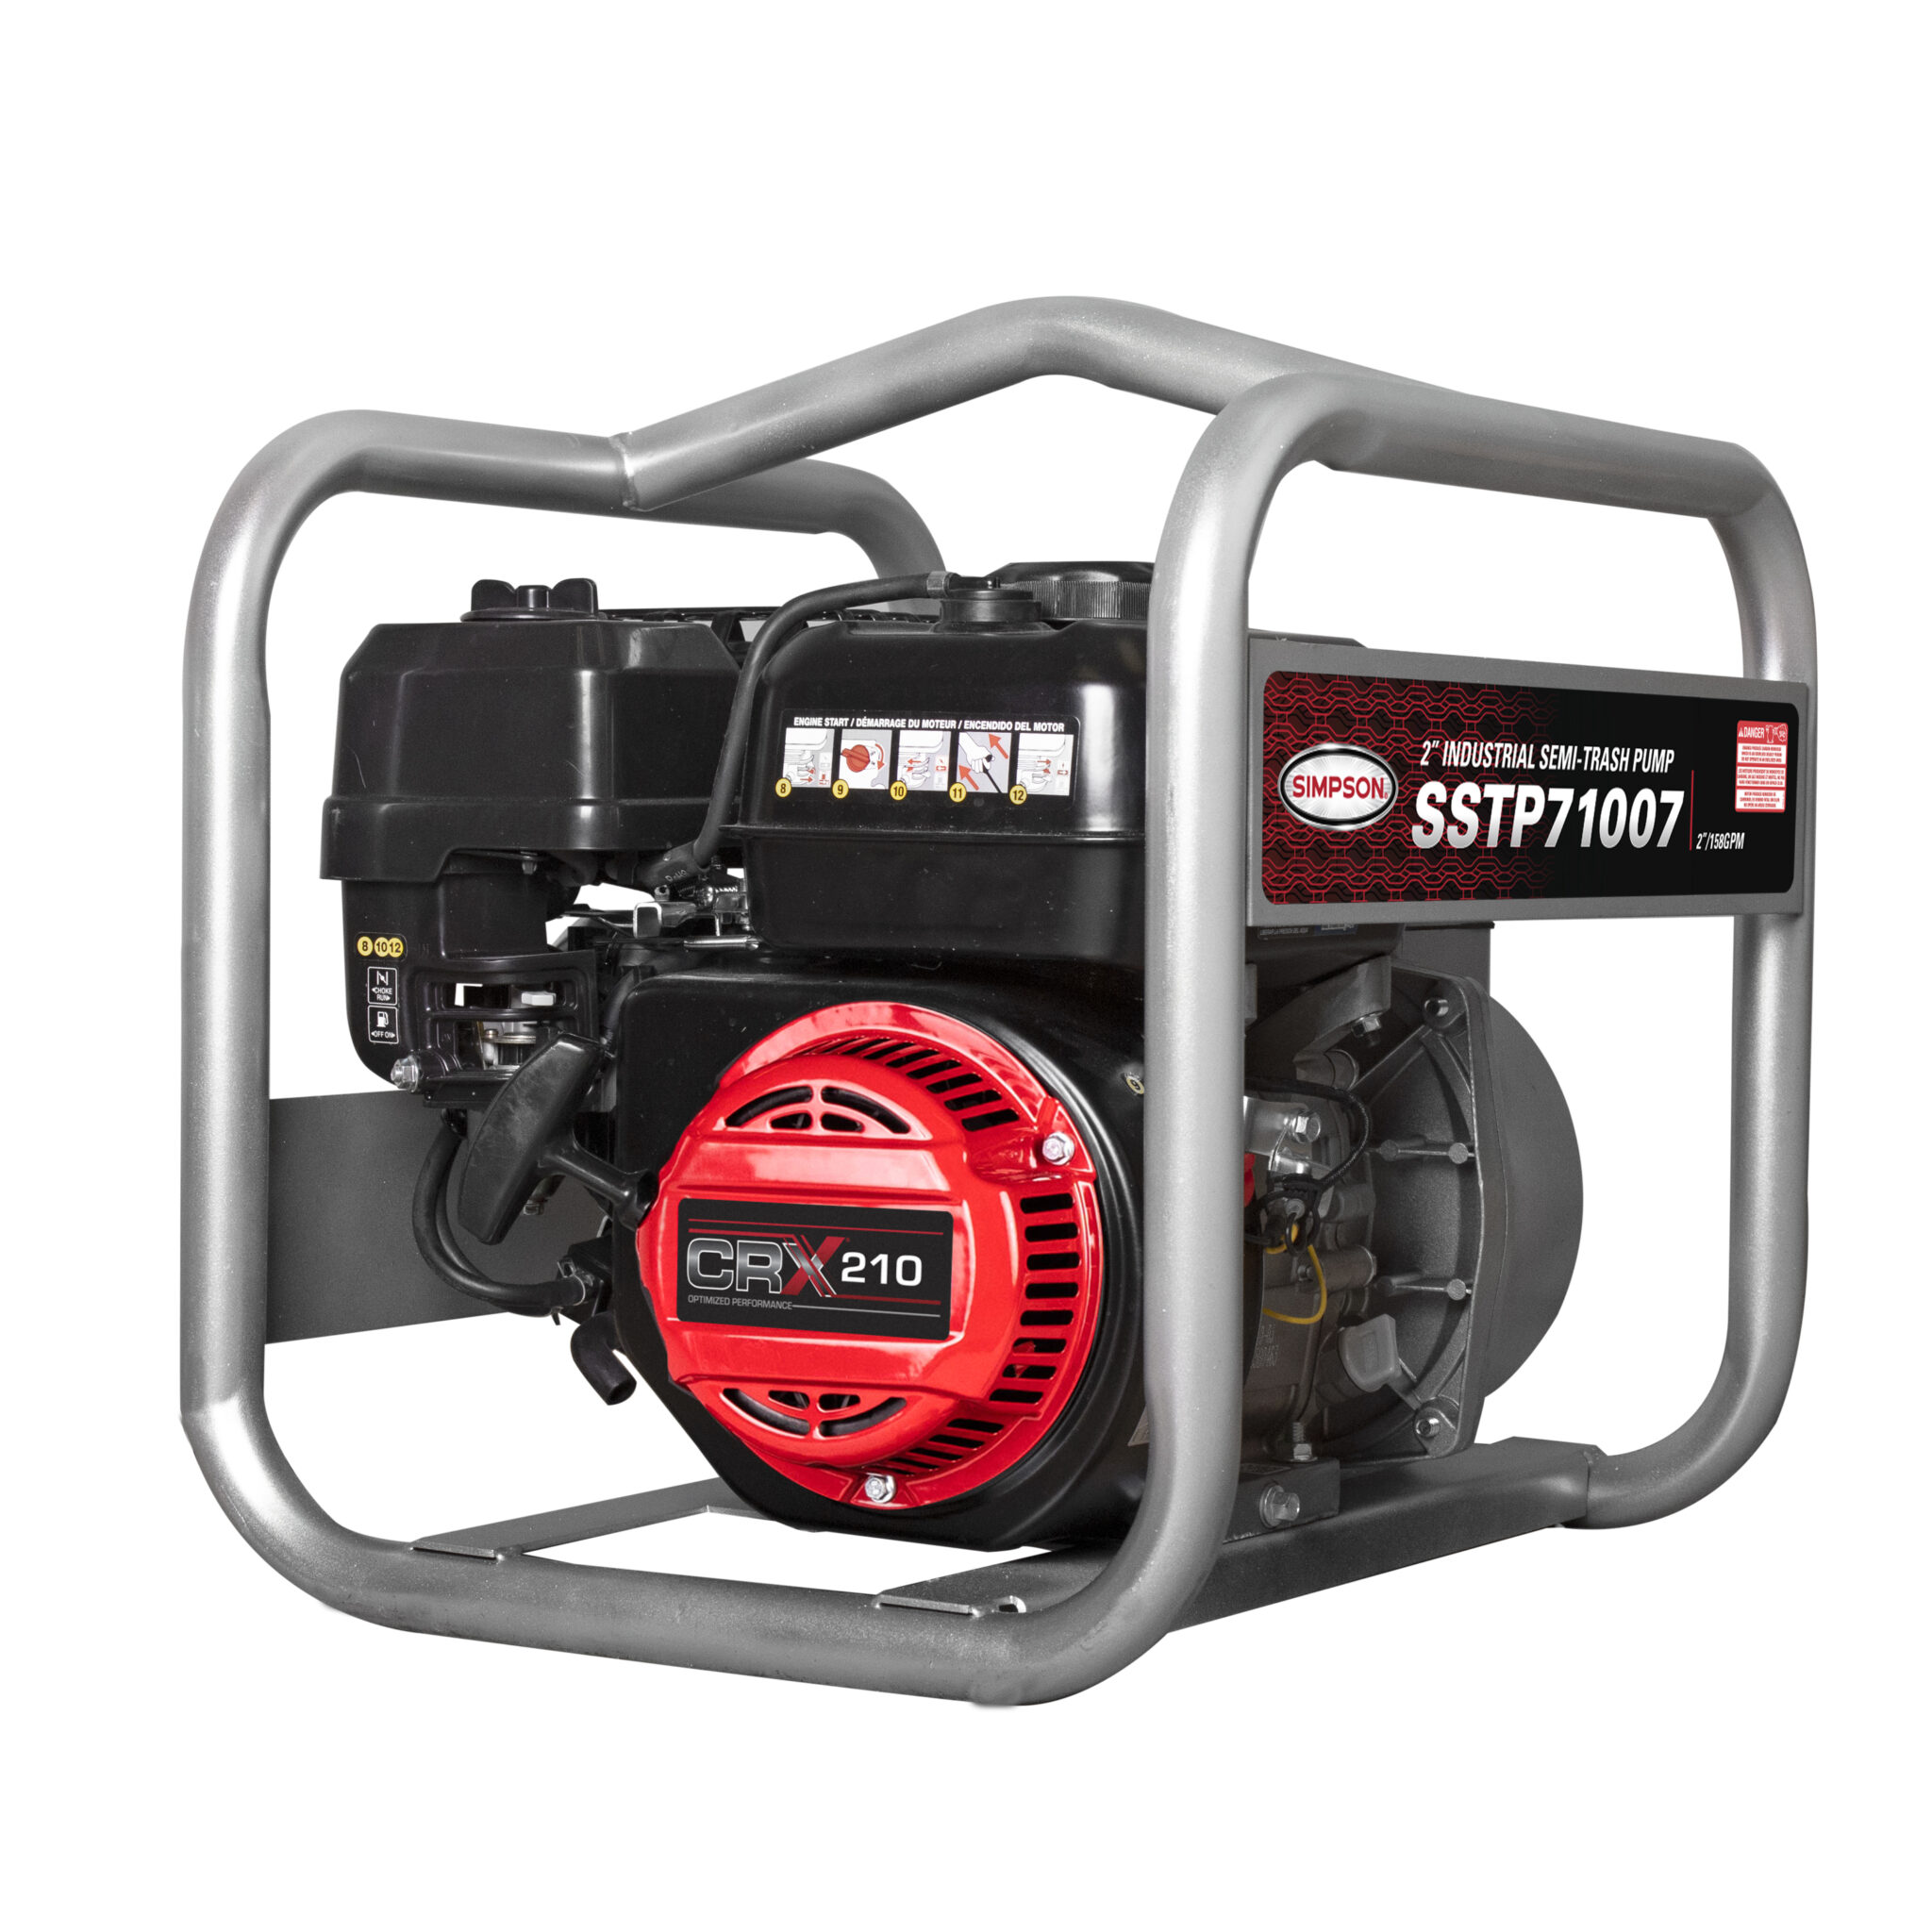 ENGINE START / DÉMARRAGE DU MOTEUR / ENCENDIDO DEL MOTOR
8 9 10 11 12
SIMPSON
2" INDUSTRIAL SEMI-TRASH PUMP
SSTP71007
2"/158GPM
DANGER
8 10 12
CHOKE
RUN
OFF ON
9
CRX 210
OPTIMIZED PERFORMANCE